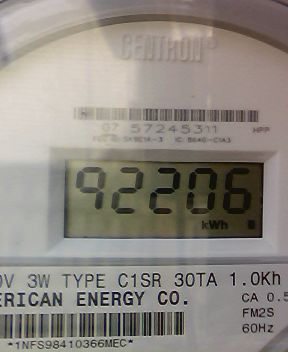 CENTRON®
07 57245311 HPP
92206
kWh
V 3W TYPE C1SR 30TA 1.0Kh
ERICAN ENERGY CO.
CA 0.5
FM2S
60Hz
*1NFS98410366MEC*